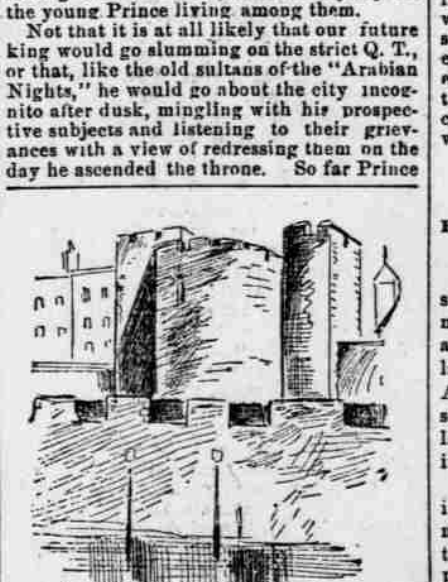 the young Prince living among them.
Not that it is at all likely that our future
king would go slumming on the strict Q. T.,
or that, like the old sultans of the "Arabian
Nights," he would go about the city incog-
nito after dusk, mingling with his prospec-
tive subjects and listening to their griev-
ances with a view of redressing them on the
day he ascended the throne. So far Prince